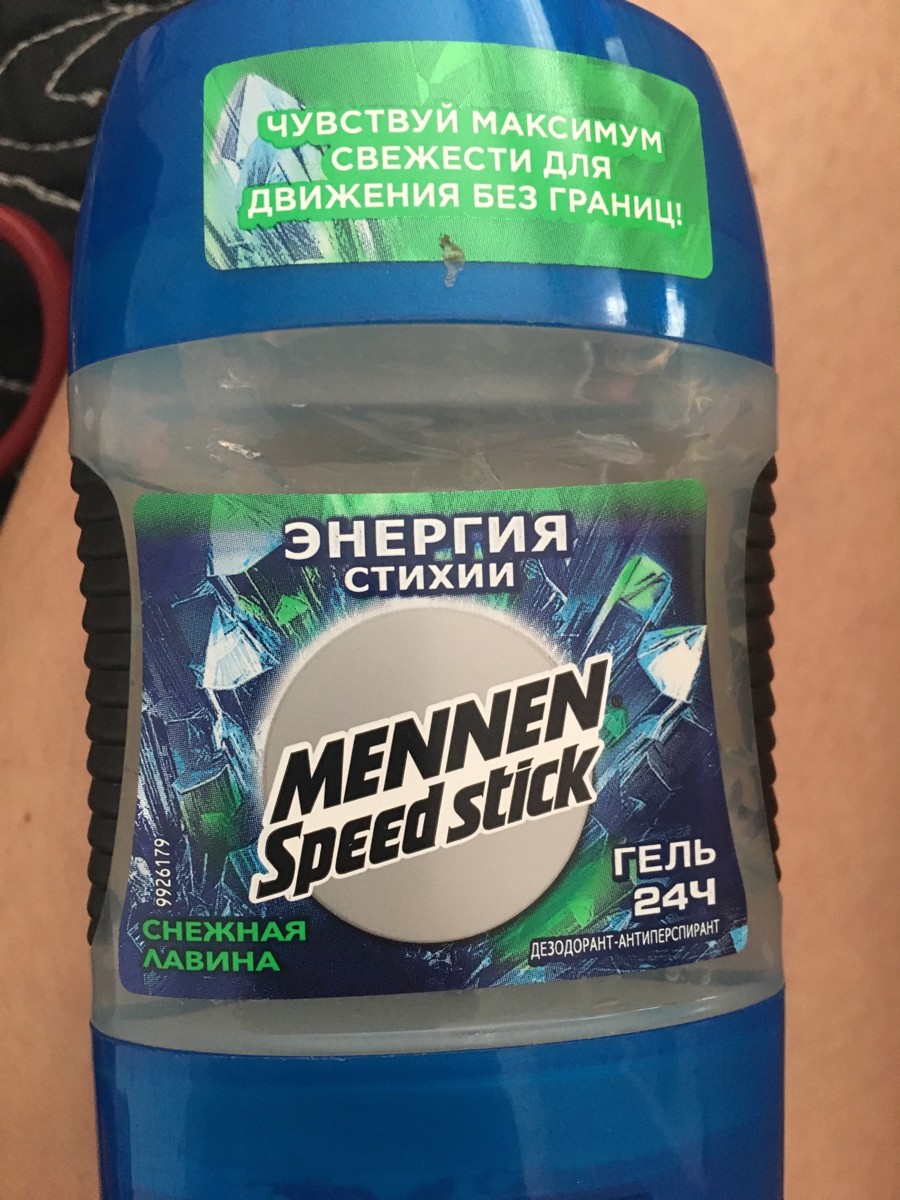 ЧУВСТВУЙ МАКСИМУМ
СВЕЖЕСТИ ДЛЯ
ДВИЖЕНИЯ БЕЗ ГРАНИЦ!
ЭНЕРГИЯ
СТИХИИ
MENNEN®
Speed stick
9926179
ГЕЛЬ
24Ч
ДЕЗОДОРАНТ-АНТИПЕРСПИРАНТ
СНЕЖНАЯ
ЛАВИНА